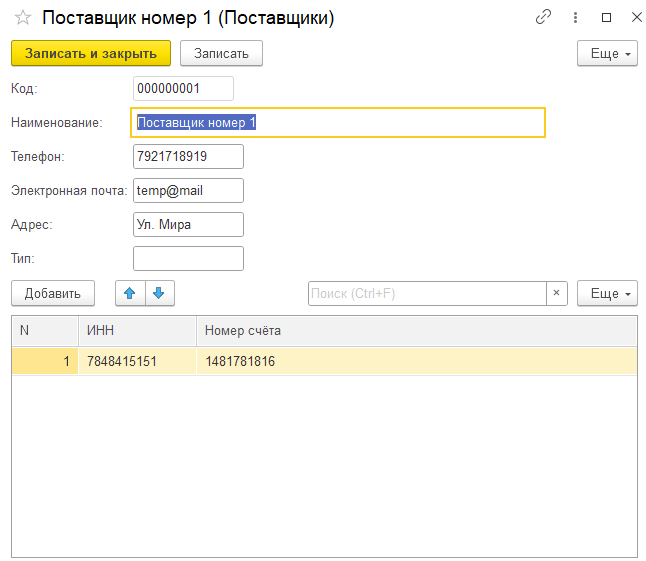 Поставщик номер 1 (Поставщики)
Записать и закрыть Записать Еще
Код: 000000001
Наименование: Поставщик номер 1
Телефон: 7921718919
Электронная почта: temp@mail
Адрес: Ул. Мира
Тип:
Добавить Поиск (Ctrl+F) × Еще
N ИНН Номер счёта
1 7848415151 1481781816